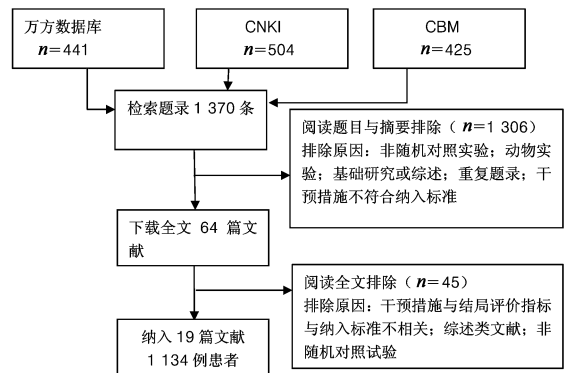 万方数据库
n=441
CNKI
n=504
CBM
n=425
检索题录 1 370 条
阅读题目与摘要排除（n=1 306）
排除原因：非随机对照实验；动物实
验；基础研究或综述；重复题录；干
预措施不符合纳入标准
下载全文 64 篇文
献
阅读全文排除（n=45）
排除原因：干预措施与结局评价指标
与纳入标准不相关；综述类文献；非
随机对照试验
纳入 19 篇文献
1 134 例患者